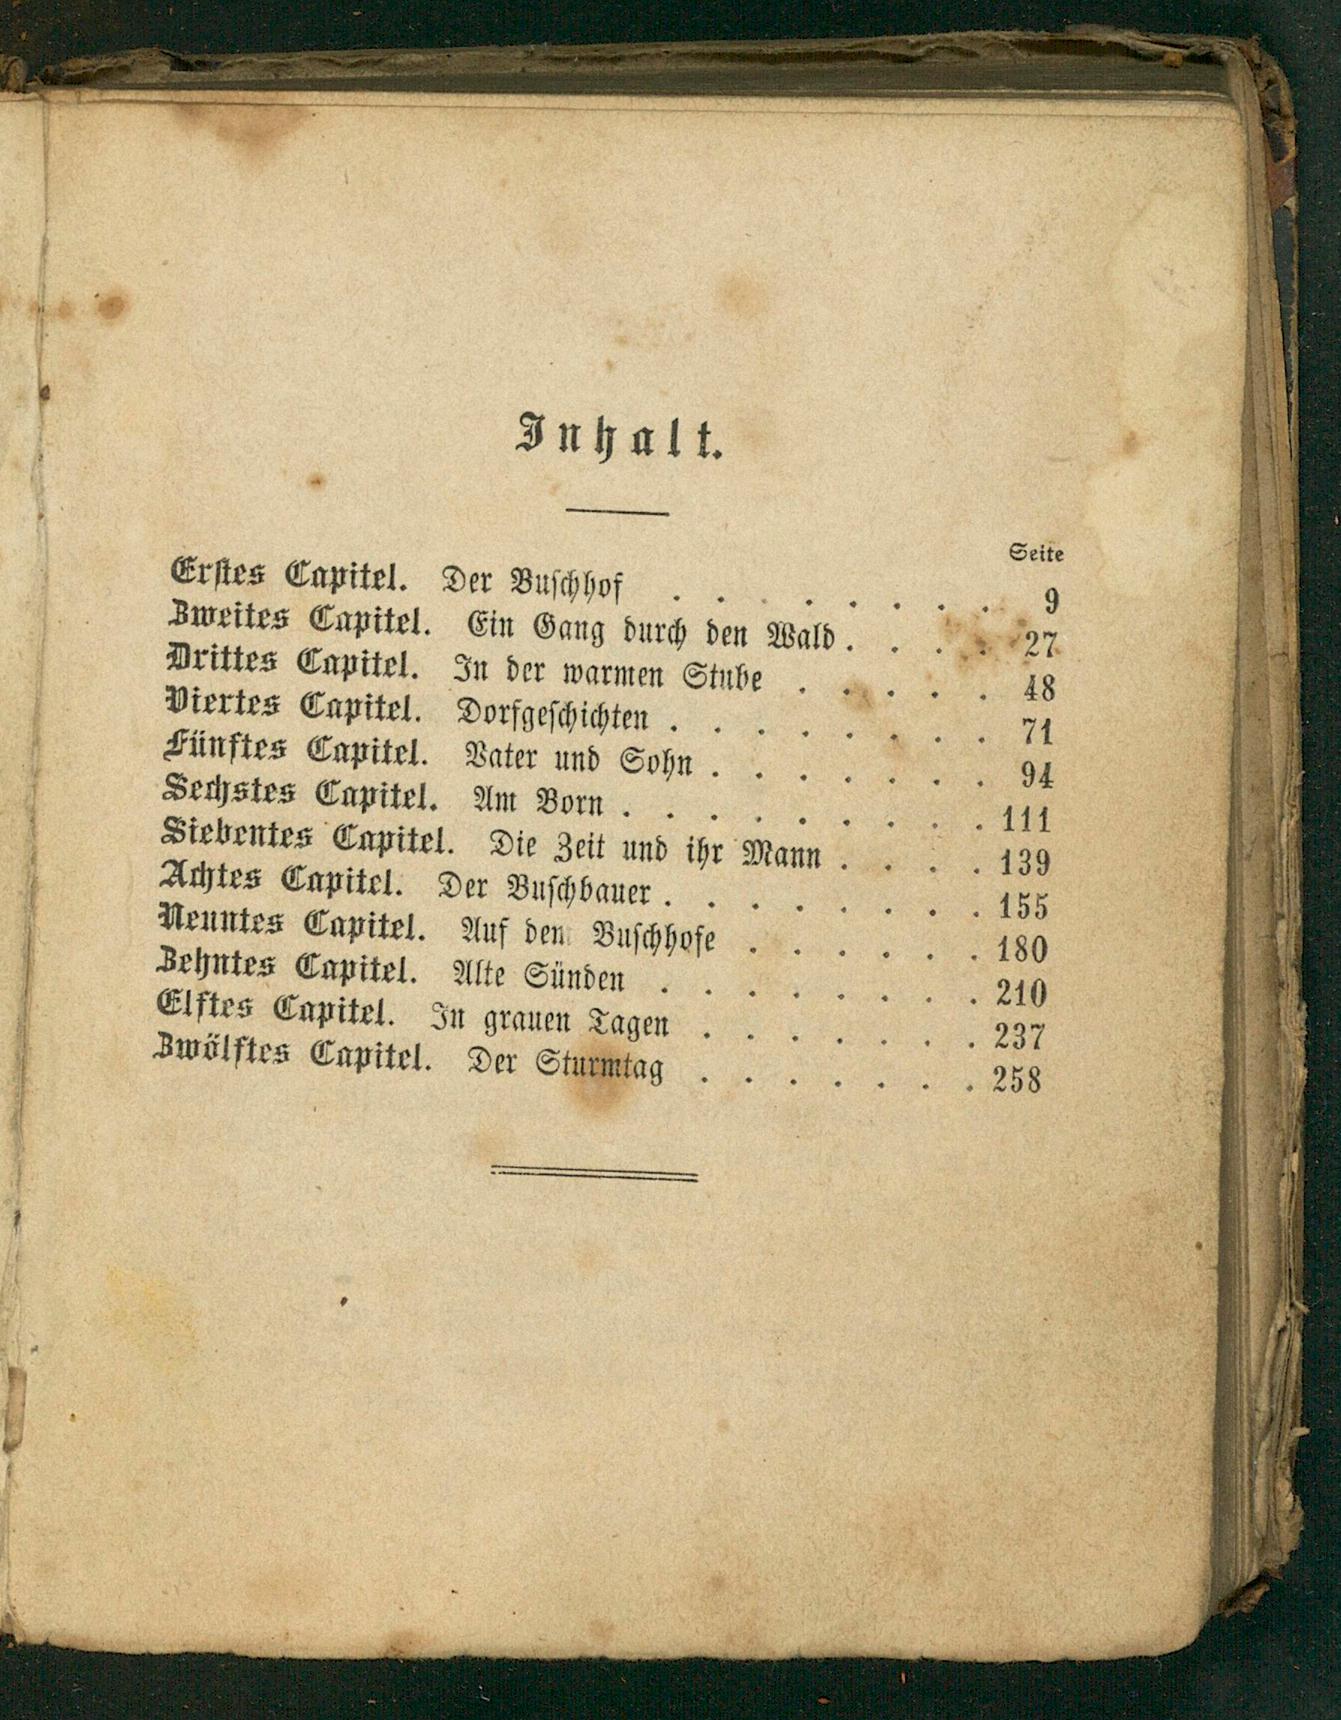 Inhalt.
Seite
Erstes Capitel. Der Buschhof . . . . . . . . 9
Zweites Capitel. Ein Gang durch den Wald . . . . 27
Drittes Capitel. In der warmen Stube . . . . . 48
Viertes Capitel. Dorfgeschichten . . . . . . . . 71
Fünftes Capitel. Vater und Sohn . . . . . . . 94
Sechstes Capitel. Am Born . . . . . . . . . 111
Siebentes Capitel. Die Zeit und ihr Mann . . . . 139
Achtes Capitel. Der Buschbauer . . . . . . . . 155
Neuntes Capitel. Auf dem Buschhofe . . . . . . 180
Zehntes Capitel. Alte Sünden . . . . . . . . 210
Elftes Capitel. In grauen Tagen . . . . . . . 237
Zwölftes Capitel. Der Sturmtag . . . . . . . 258